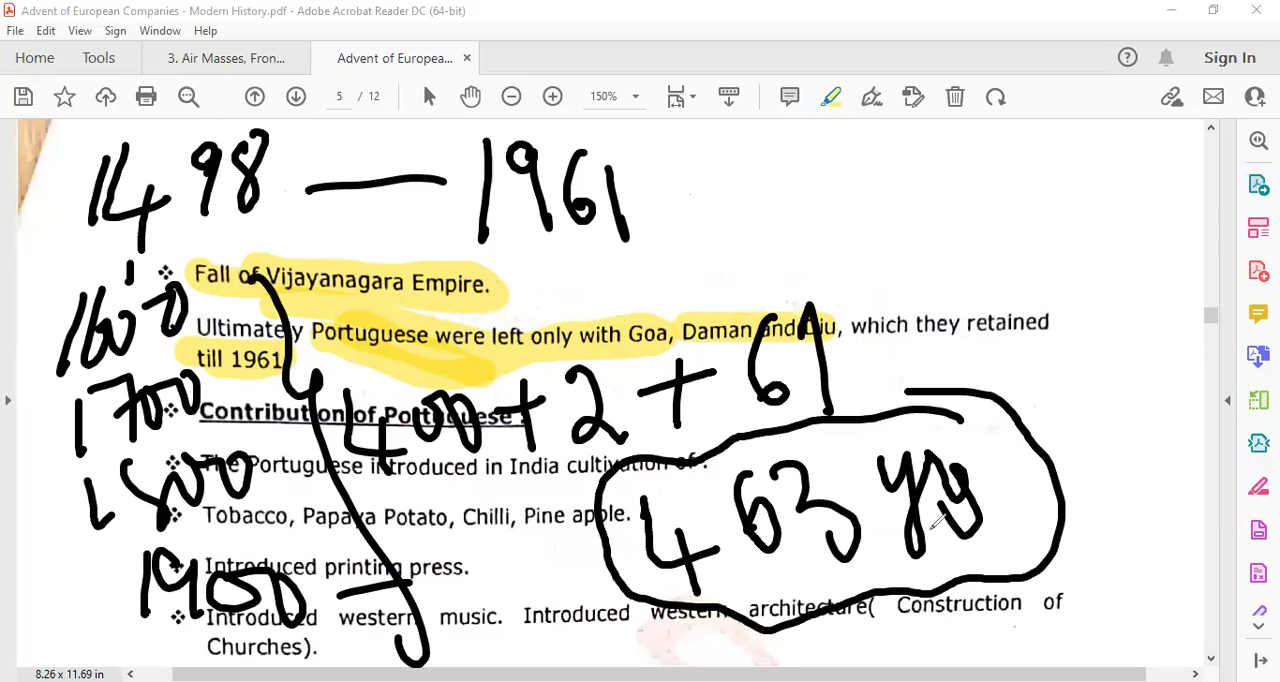 Advent of European Companies - Modern History.pdf - Adobe Acrobat Reader DC (64-bit)
File Edit View Sign Window Help
Home Tools 3. Air Masses, Fron... Advent of Europea... × Sign In
5 / 12 150%
1498 — 1961
Fall of Vijayanagara Empire.
1600
Ultimately Portuguese were left only with Goa, Daman and Diu, which they retained
till 1961
1700
400 + 2 + 61
Contribution of Portuguese :
1800
The Portuguese introduced in India cultivation of :
463 yrs
Tobacco, Papaya Potato, Chilli, Pine apple.
1900
Introduced printing press.
Introduced western music. Introduced western architecture( Construction of
Churches).
8.26 x 11.69 in